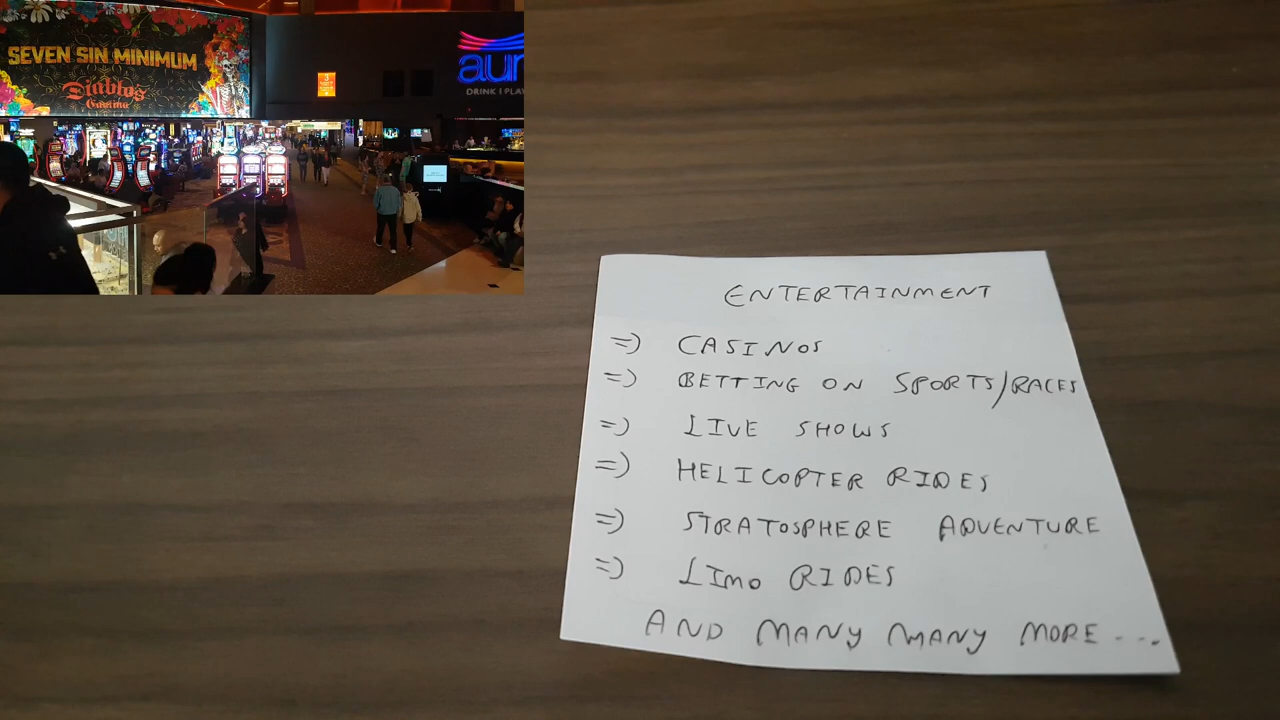 SEVEN SIN MINIMUM
Diablos
Cantina
DRINK | PLAY
ENTERTAINMENT
=) CASINOS
=) BETTING ON SPORTS/RACES
=) LIVE SHOWS
=) HELICOPTER RIDES
=) STRATOSPHERE ADVENTURE
=) LIMO RIDES
AND MANY MANY MORE ...